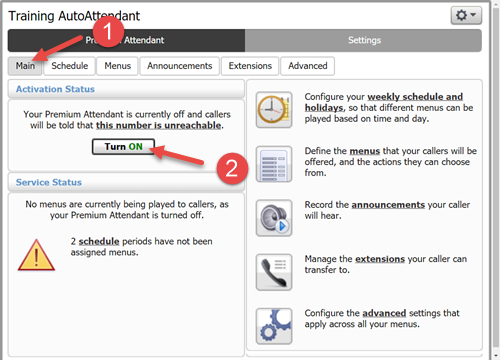 Training AutoAttendant
1
Attendant
Settings
Main
Schedule
Menus
Announcements
Extensions
Advanced
Activation Status
Your Premium Attendant is currently off and callers
will be told that this number is unreachable.
Turn ON
2
Service Status
No menus are currently being played to callers, as
your Premium Attendant is turned off.
2 schedule periods have not been
assigned menus.
Configure your weekly schedule and
holidays, so that different menus can be
played based on time and day.
Define the menus that your callers will be
offered, and the actions they can choose
from.
Record the announcements your caller
will hear.
Manage the extensions your caller can
transfer to.
Configure the advanced settings that
apply across all your menus.